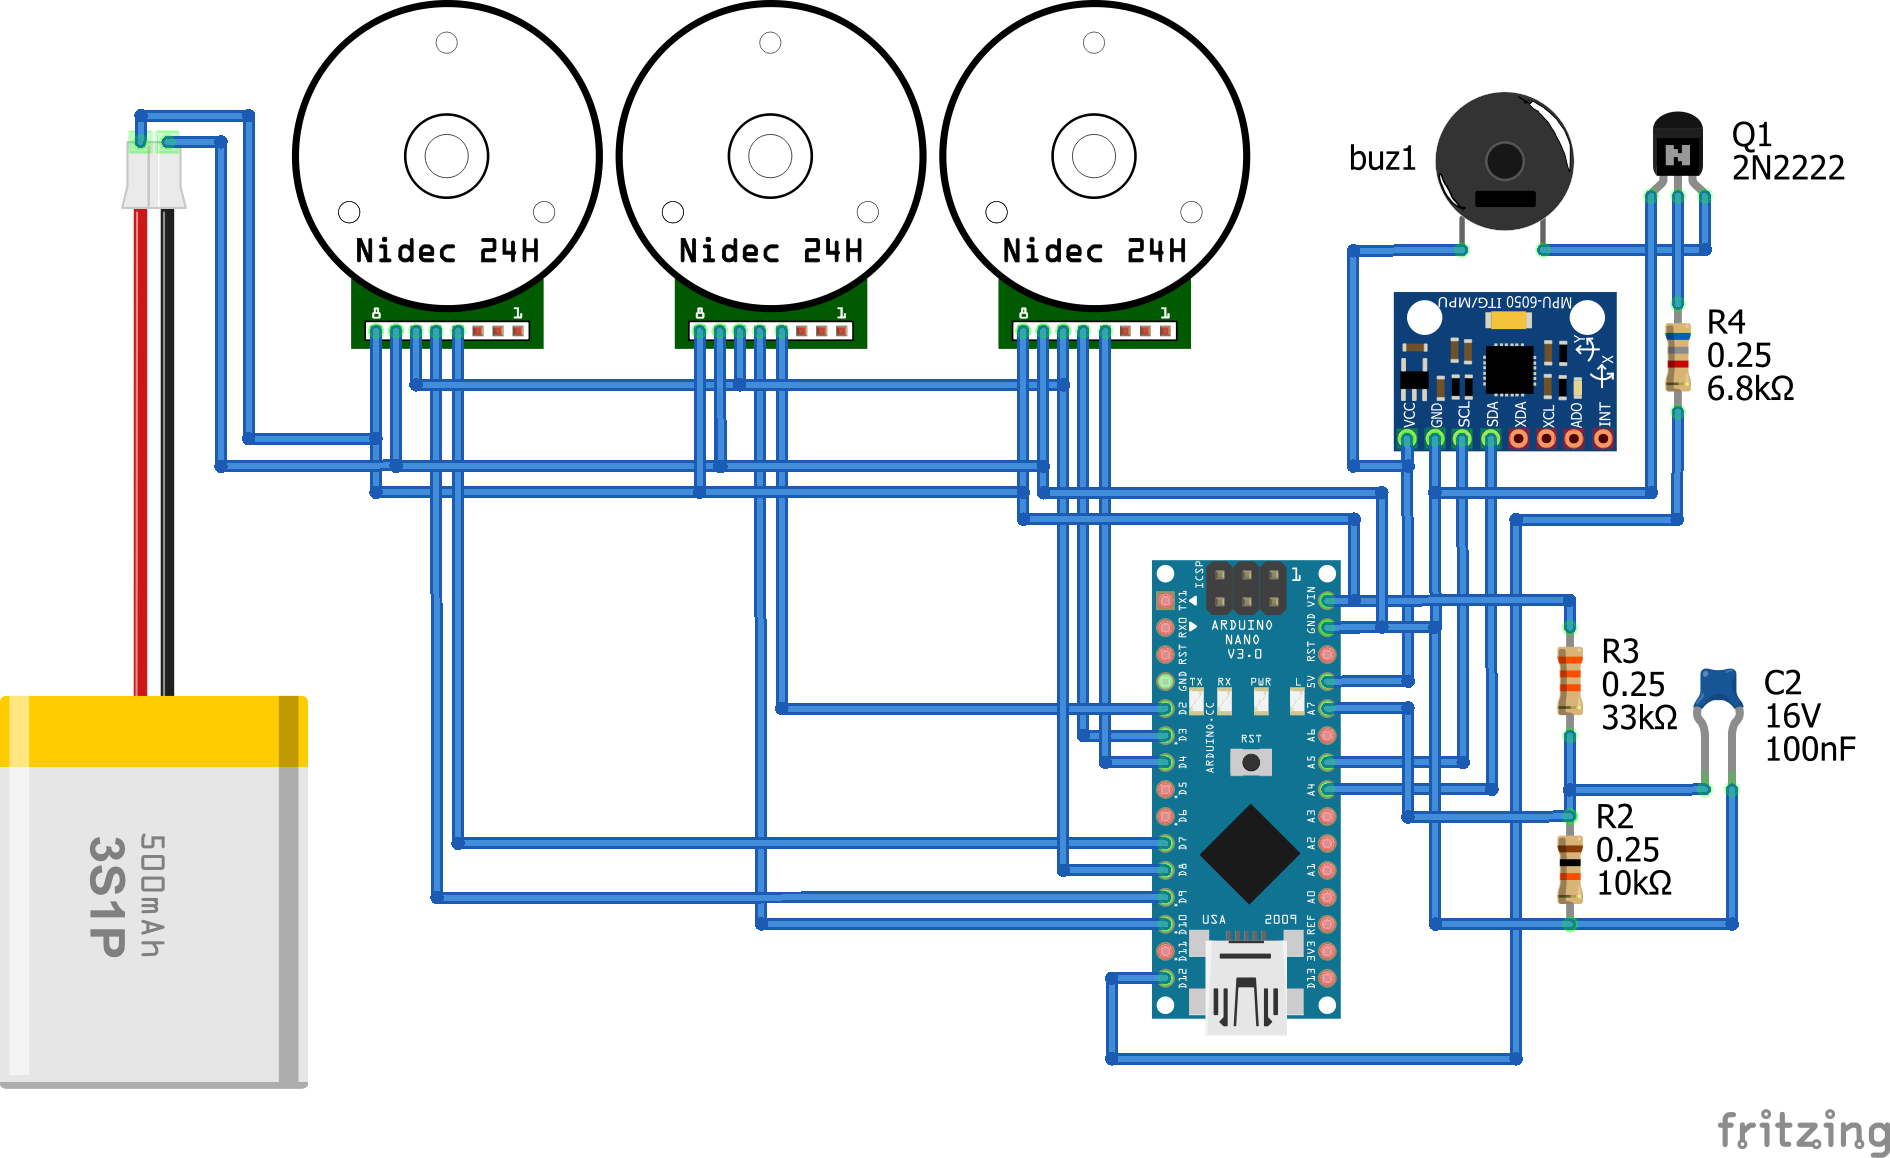 Nidec 24H
8 1
Nidec 24H
8 1
Nidec 24H
8 1
buz1
Q1
2N2222
MPU-6050 ITG/MPU
Y
X
VCC
GND
SCL
SDA
XDA
XCL
ADO
INT
R4
0.25
6.8kΩ
500mAh
3S1P
ICSP
1
ARDUINO
NANO
V3.0
TX1
RX0
RST
GND
D2
D3
D4
D5
D6
D7
D8
D9
D10
D11
D12
VIN
GND
RST
5V
A7
A6
A5
A4
A3
A2
A1
A0
REF
3V3
D13
TX
RX
PWR
L
ARDUINO.CC
RST
USA
2009
R3
0.25
33kΩ
C2
16V
100nF
R2
0.25
10kΩ
fritzing